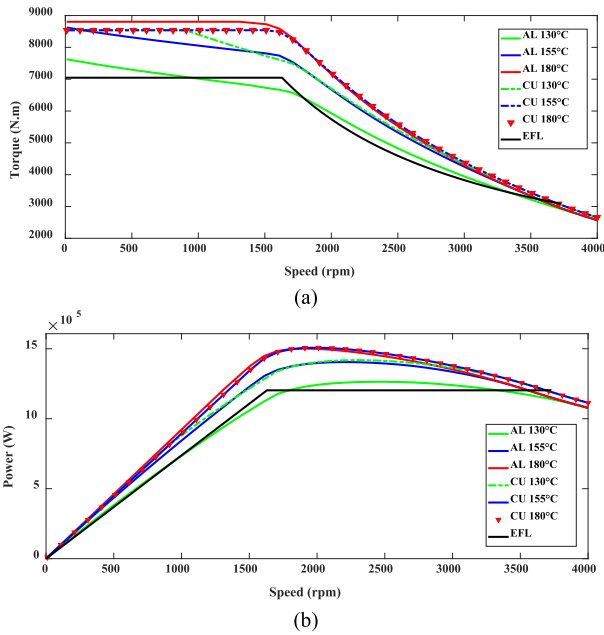 9000
8000
7000
6000
5000
4000
3000
2000
Torque (N.m)
0
500
1000
1500
2000
2500
3000
3500
4000
Speed (rpm)
AL 130°C
AL 155°C
AL 180°C
CU 130°C
CU 155°C
CU 180°C
EFL
(a)
× 10 5
15
10
5
0
Power (W)
0
500
1000
1500
2000
2500
3000
3500
4000
Speed (rpm)
AL 130°C
AL 155°C
AL 180°C
CU 130°C
CU 155°C
CU 180°C
EFL
(b)